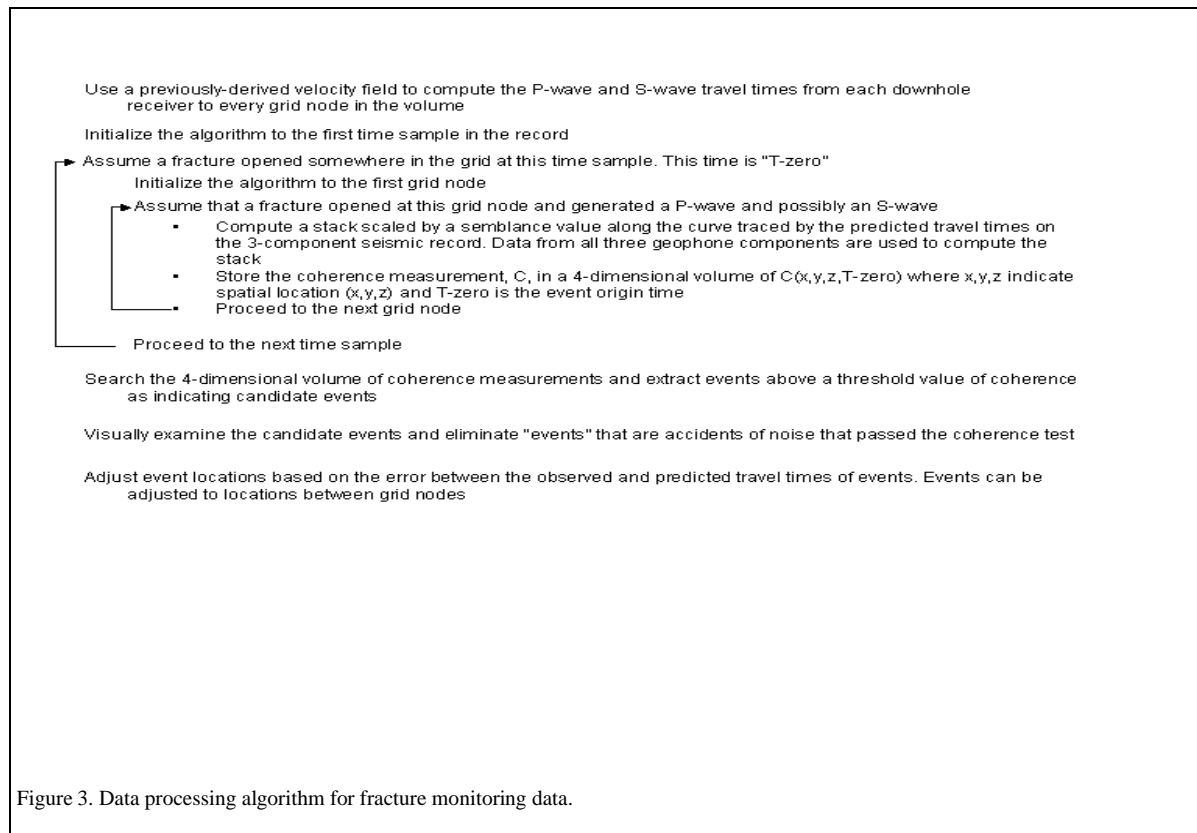 Use a previously-derived velocity field to compute the P-wave and S-wave travel times from each downhole
receiver to every grid node in the volume
Initialize the algorithm to the first time sample in the record
Assume a fracture opened somewhere in the grid at this time sample. This time is "T-zero"
Initialize the algorithm to the first grid node
Assume that a fracture opened at this grid node and generated a P-wave and possibly an S-wave
▪ Compute a stack scaled by a semblance value along the curve traced by the predicted travel times on
the 3-component seismic record. Data from all three geophone components are used to compute the
stack
▪ Store the coherence measurement, C, in a 4-dimensional volume of C(x,y,z,T-zero) where x,y,z indicate
spatial location (x,y,z) and T-zero is the event origin time
▪ Proceed to the next grid node
Proceed to the next time sample
Search the 4-dimensional volume of coherence measurements and extract events above a threshold value of coherence
as indicating candidate events
Visually examine the candidate events and eliminate "events" that are accidents of noise that passed the coherence test
Adjust event locations based on the error between the observed and predicted travel times of events. Events can be
adjusted to locations between grid nodes
Figure 3. Data processing algorithm for fracture monitoring data.